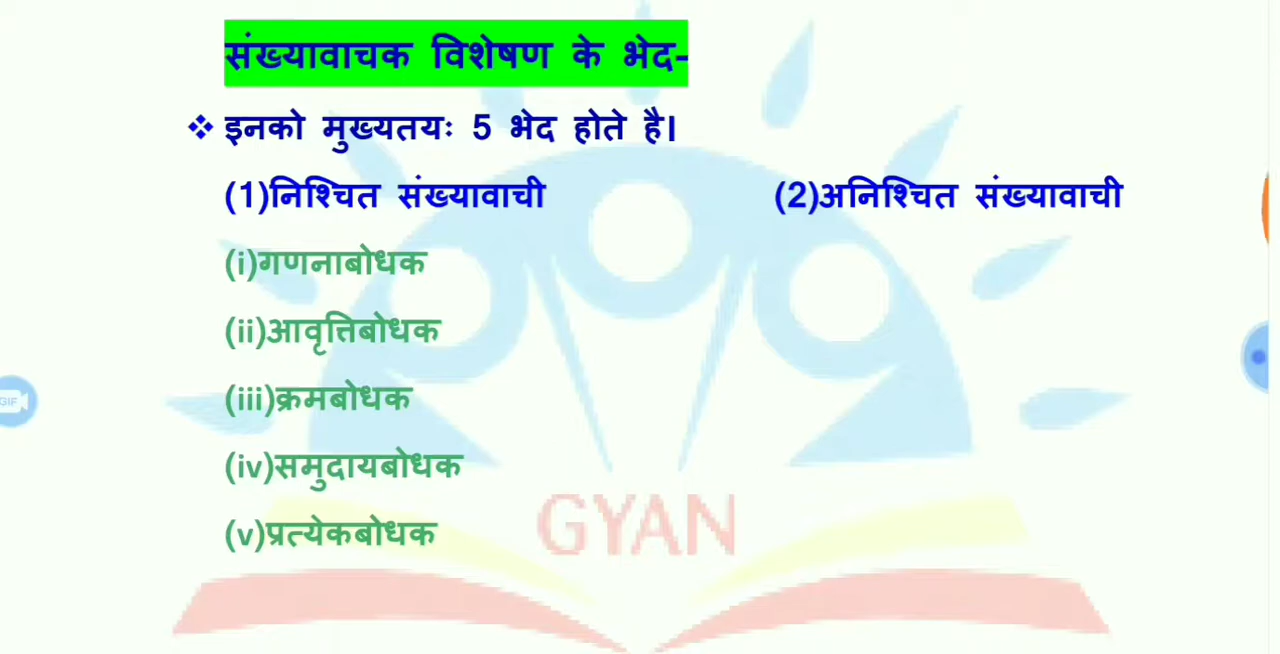 संख्यावाचक विशेषण के भेद-
❖ इनको मुख्यतयः 5 भेद होते है।
(1)निश्चित संख्यावाची (2)अनिश्चित संख्यावाची
(i)गणनाबोधक
(ii)आवृत्तिबोधक
(iii)क्रमबोधक
(iv)समुदायबोधक
(v)प्रत्येकबोधक
GYAN
GIF